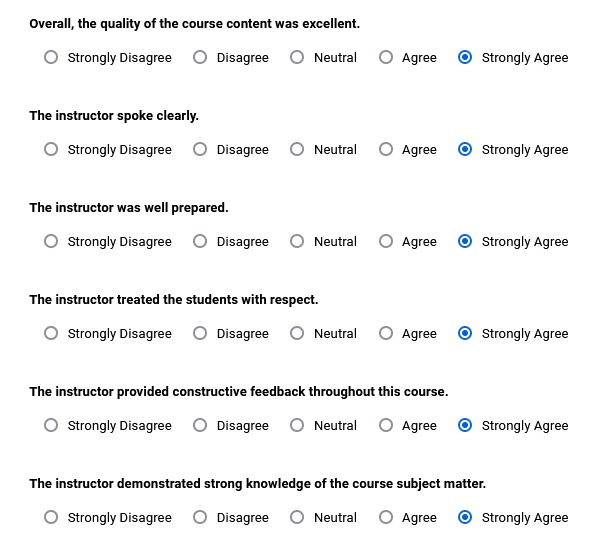 Overall, the quality of the course content was excellent.
Strongly Disagree Disagree Neutral Agree Strongly Agree
The instructor spoke clearly.
Strongly Disagree Disagree Neutral Agree Strongly Agree
The instructor was well prepared.
Strongly Disagree Disagree Neutral Agree Strongly Agree
The instructor treated the students with respect.
Strongly Disagree Disagree Neutral Agree Strongly Agree
The instructor provided constructive feedback throughout this course.
Strongly Disagree Disagree Neutral Agree Strongly Agree
The instructor demonstrated strong knowledge of the course subject matter.
Strongly Disagree Disagree Neutral Agree Strongly Agree